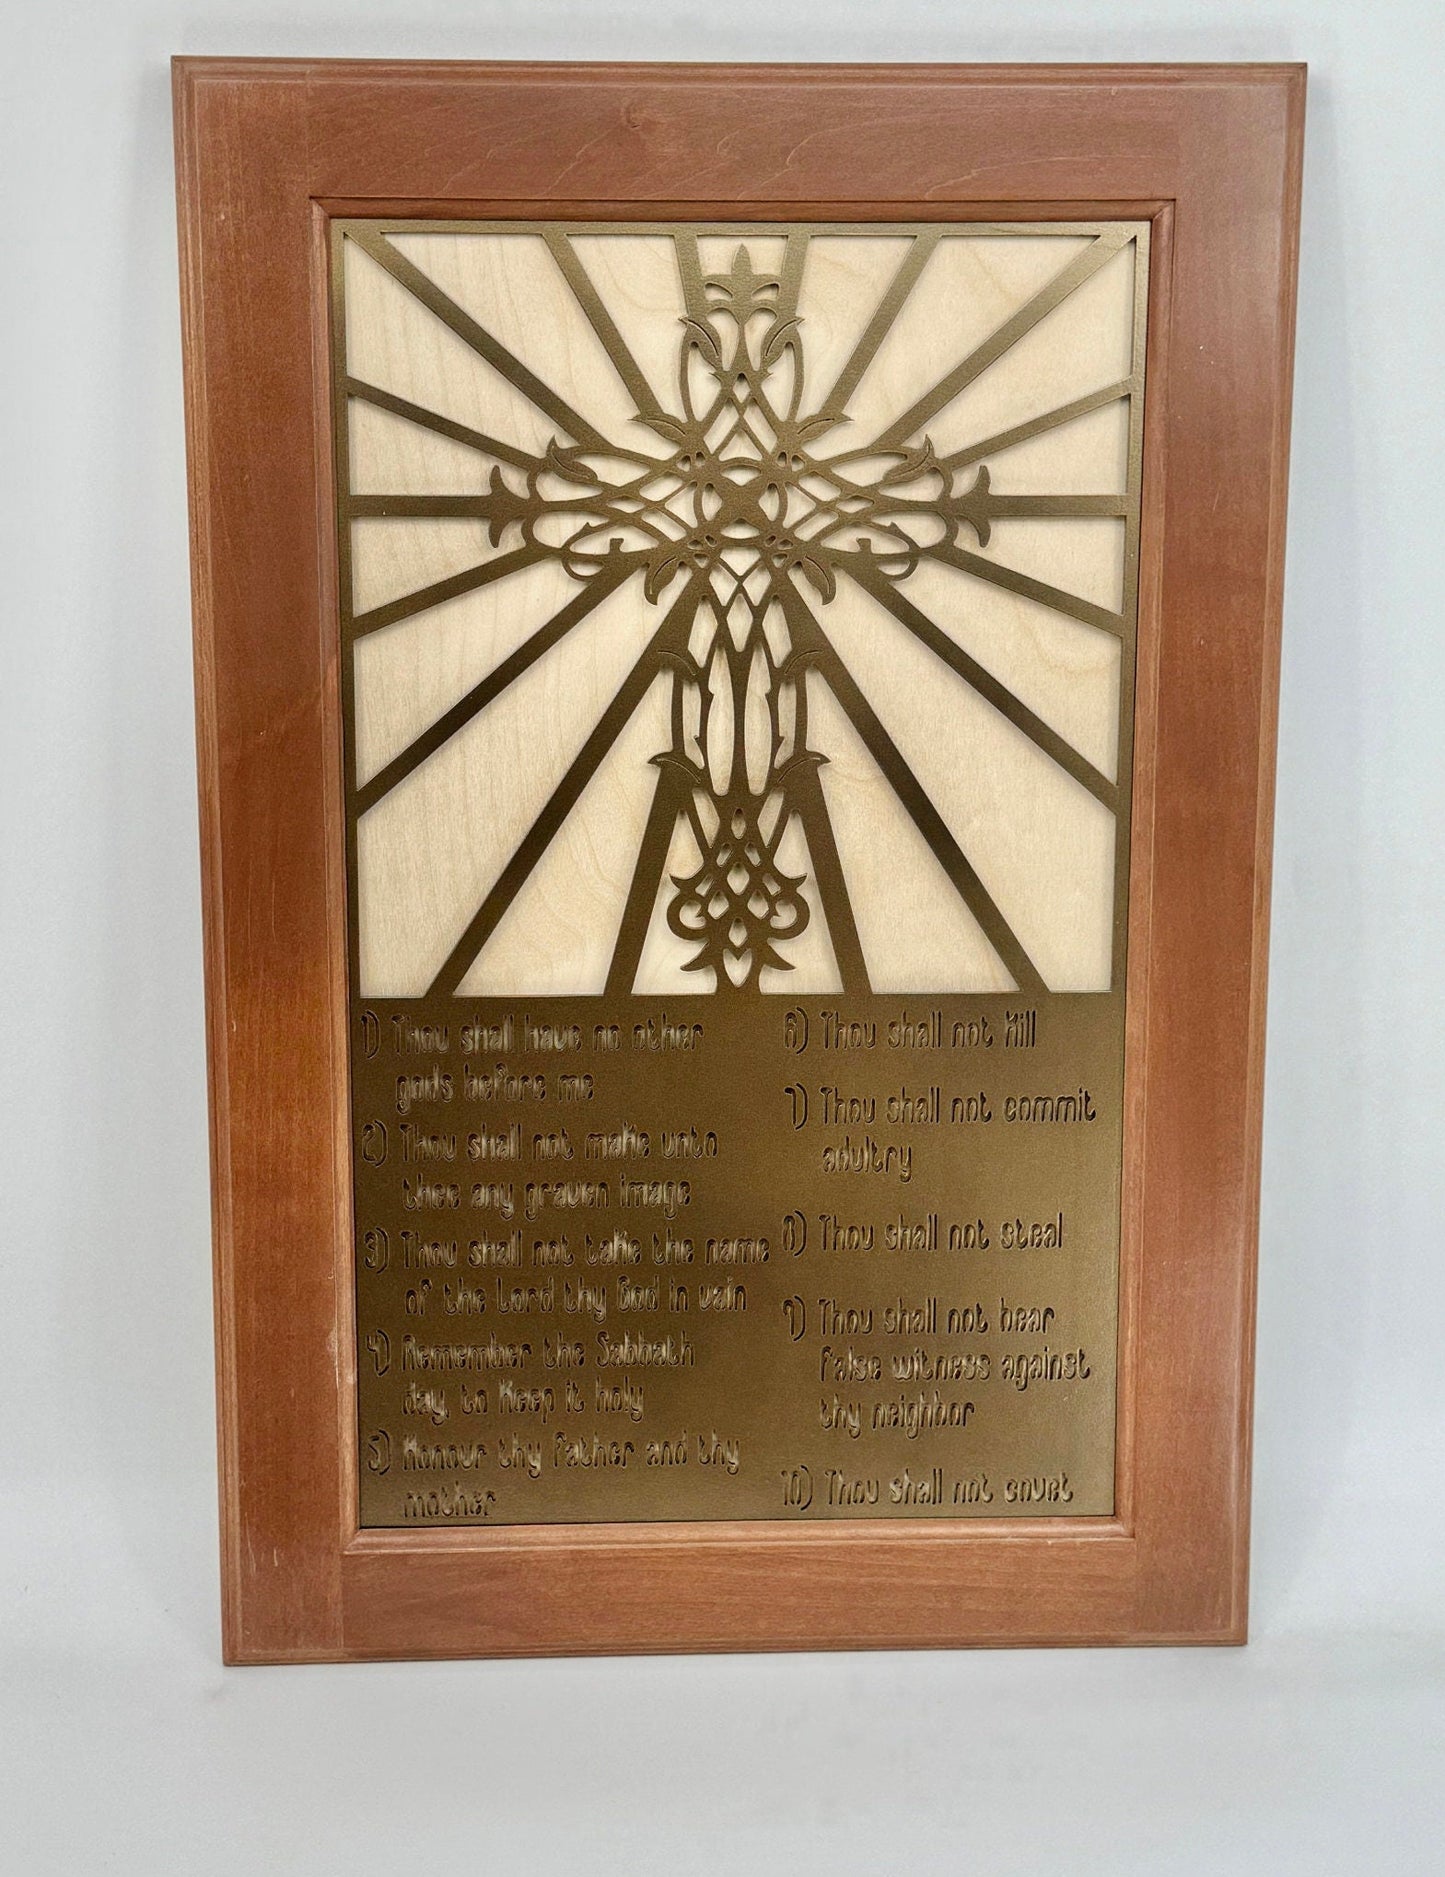 1) Thou shall have no other
gods before me
2) Thou shall not make unto
thee any graven image
3) Thou shall not take the name
of the Lord thy God in vain
4) Remember the Sabbath
day, to Keep it holy
5) Honour thy father and thy
mother
6) Thou shall not Kill
7) Thou shall not commit
adultry
8) Thou shall not steal
9) Thou shall not bear
false witness against
thy neighbor
10) Thou shall not covet